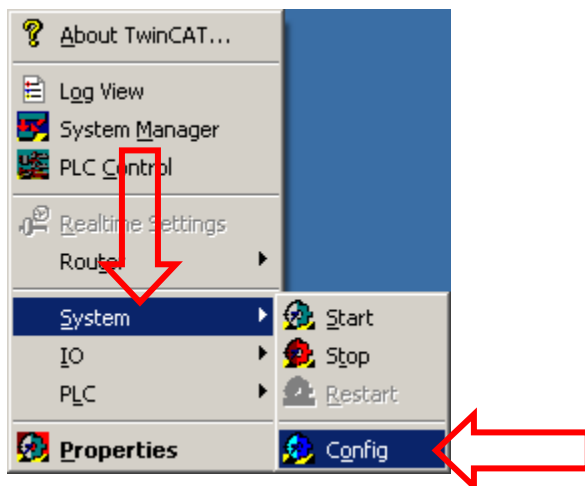 About TwinCAT...
Log View
System Manager
PLC Control
Realtime Settings
Router
System
IO
PLC
Properties
Start
Stop
Restart
Config